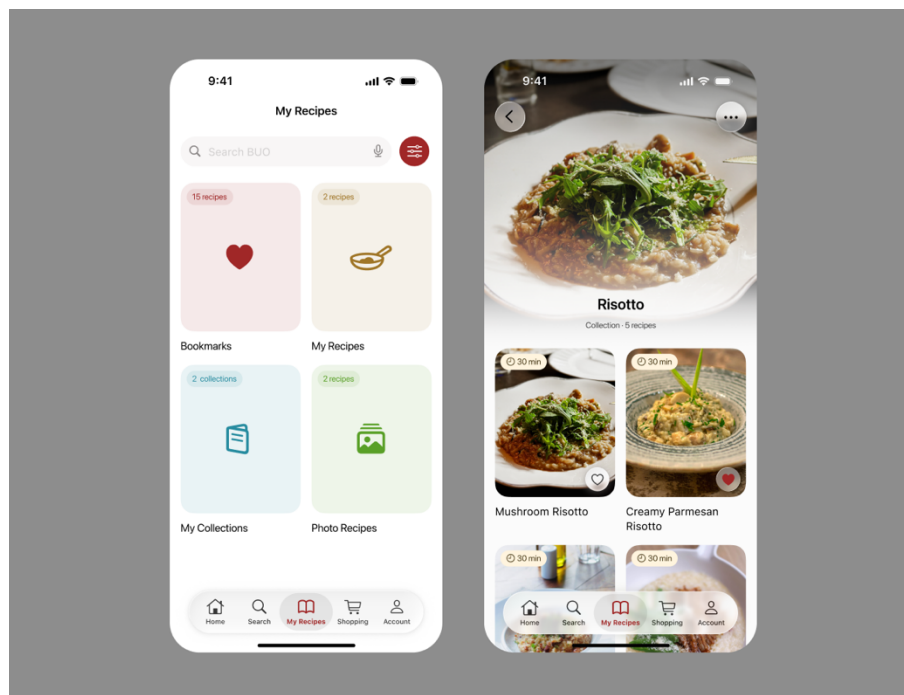 9:41
My Recipes
Search BUO
15 recipes
2 recipes
Bookmarks
My Recipes
2 collections
2 recipes
My Collections
Photo Recipes
Home
Search
My Recipes
Shopping
Account
9:41
Risotto
Collection · 5 recipes
30 min
30 min
Mushroom Risotto
Creamy Parmesan
Risotto
30 min
30 min
Home
Search
My Recipes
Shopping
Account